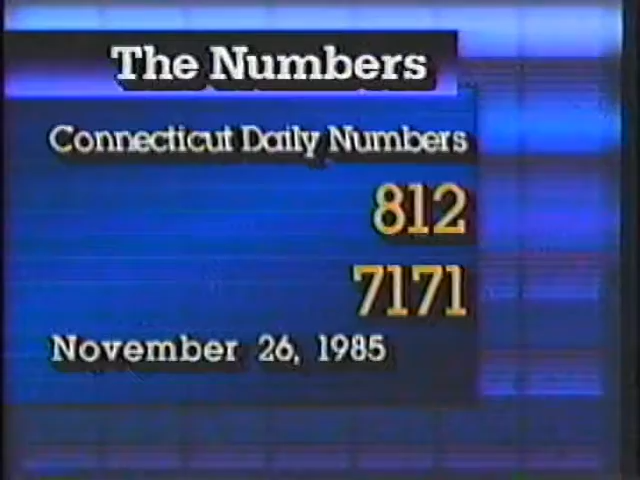 The Numbers
Connecticut Daily Numbers
812
7171
November 26, 1985